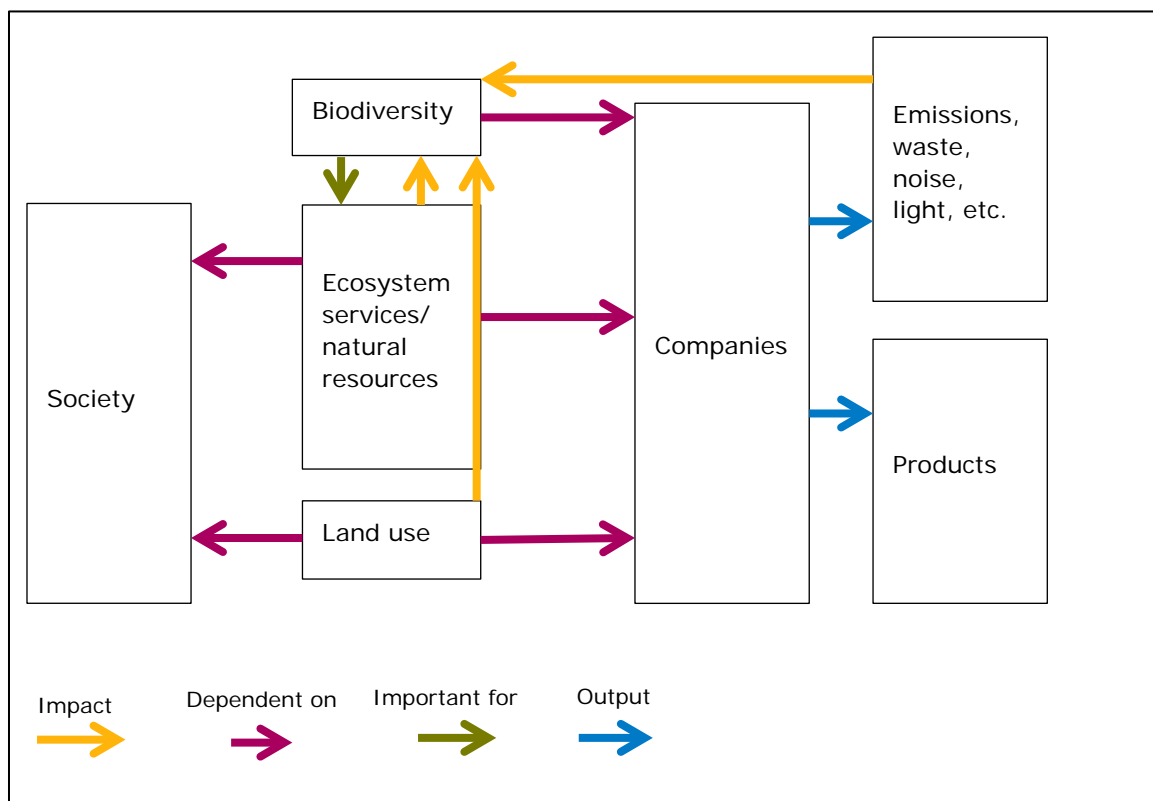 Biodiversity
Emissions,
waste,
noise,
light, etc.
Society
Ecosystem
services/
natural
resources
Companies
Products
Land use
Impact
Dependent on
Important for
Output